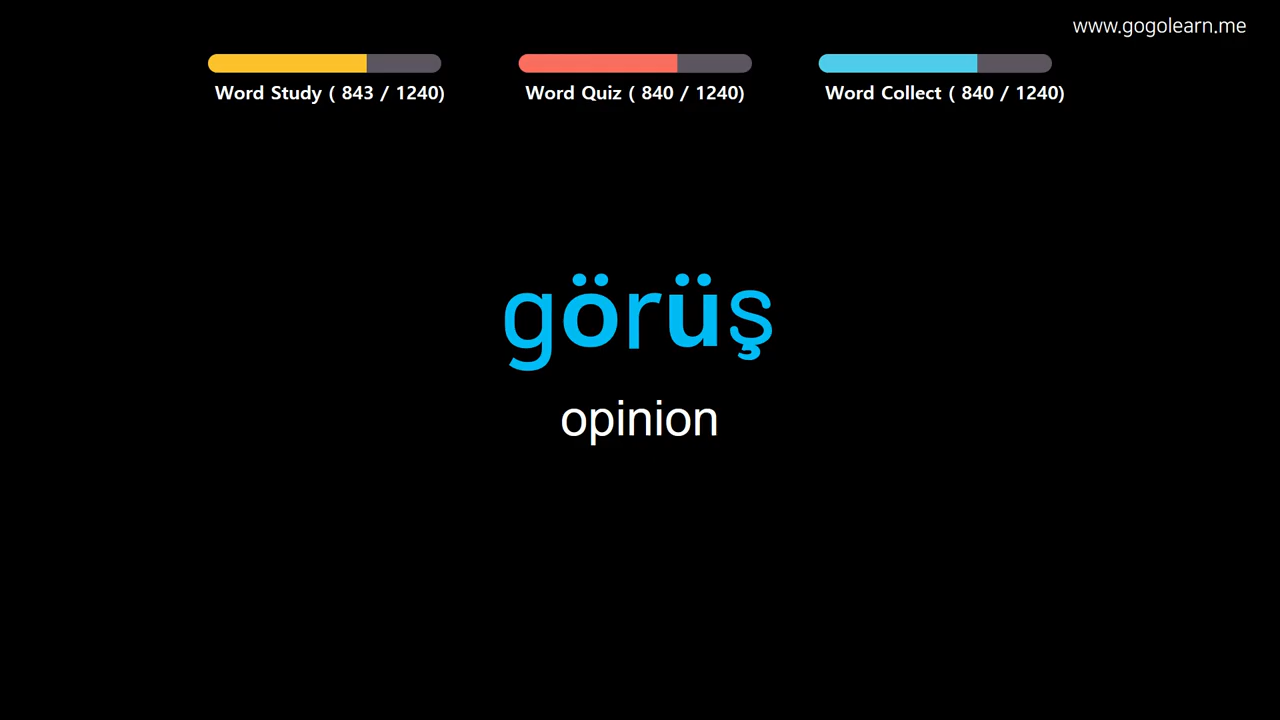 www.gogolearn.me
Word Study ( 843 / 1240)
Word Quiz ( 840 / 1240)
Word Collect ( 840 / 1240)
görüş
opinion